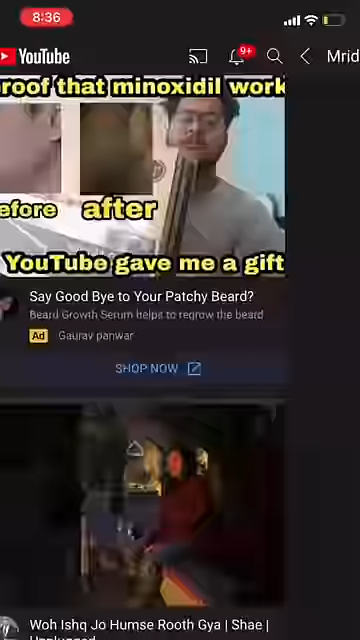 8:36
YouTube
9+
Mrid
roof that minoxidil work
efore after
YouTube gave me a gift
Say Good Bye to Your Patchy Beard?
Beard Growth Serum helps to regrow the beard
Ad Gaurav panwar
SHOP NOW
Woh Ishq Jo Humse Rooth Gya | Shae |
Unplugged